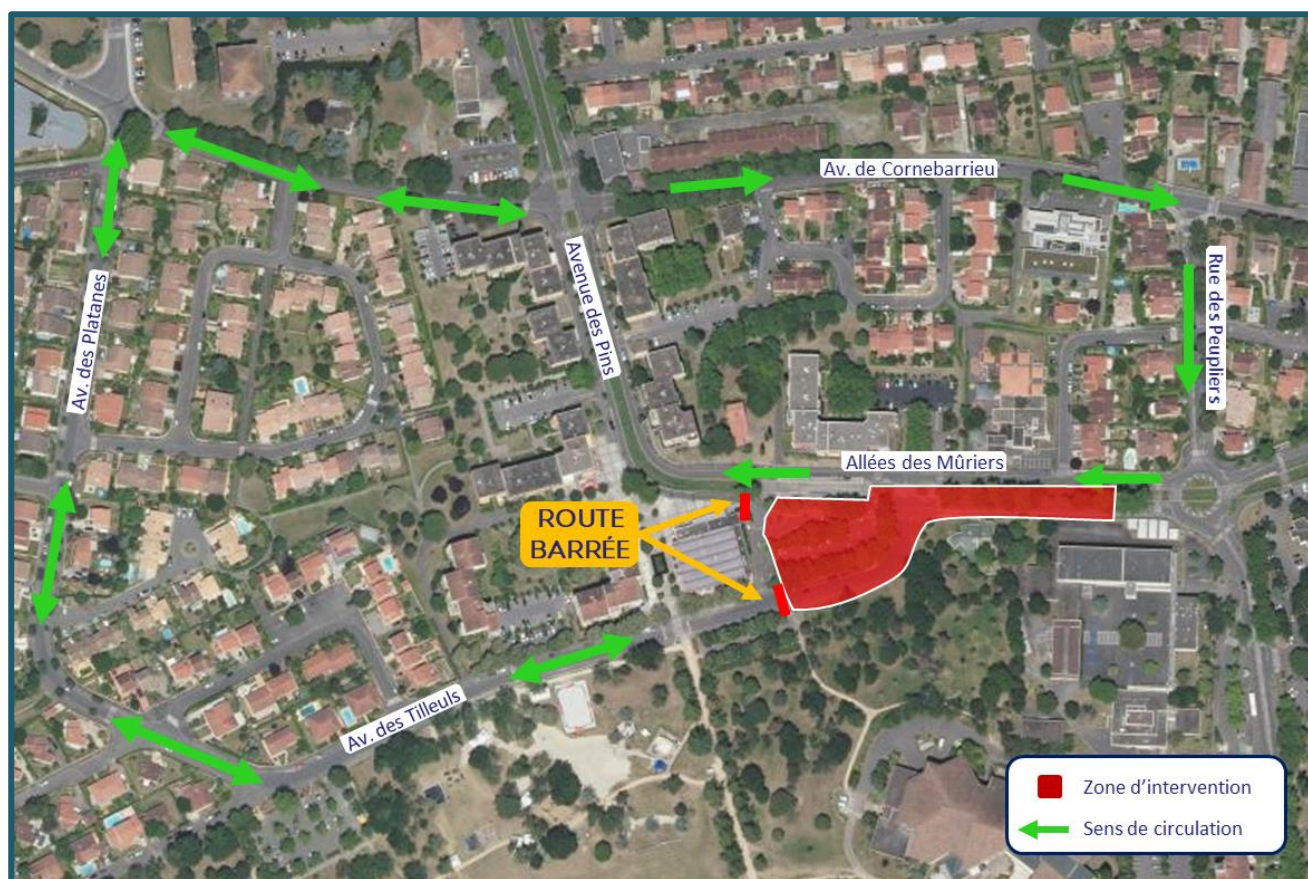 Av. de Cornebarrieu
Av. des Platanes
Avenue des Pins
Rue des Peupliers
Allées des Mûriers
ROUTE
BARRÉE
Av. des Tilleuls
Zone d’intervention
Sens de circulation